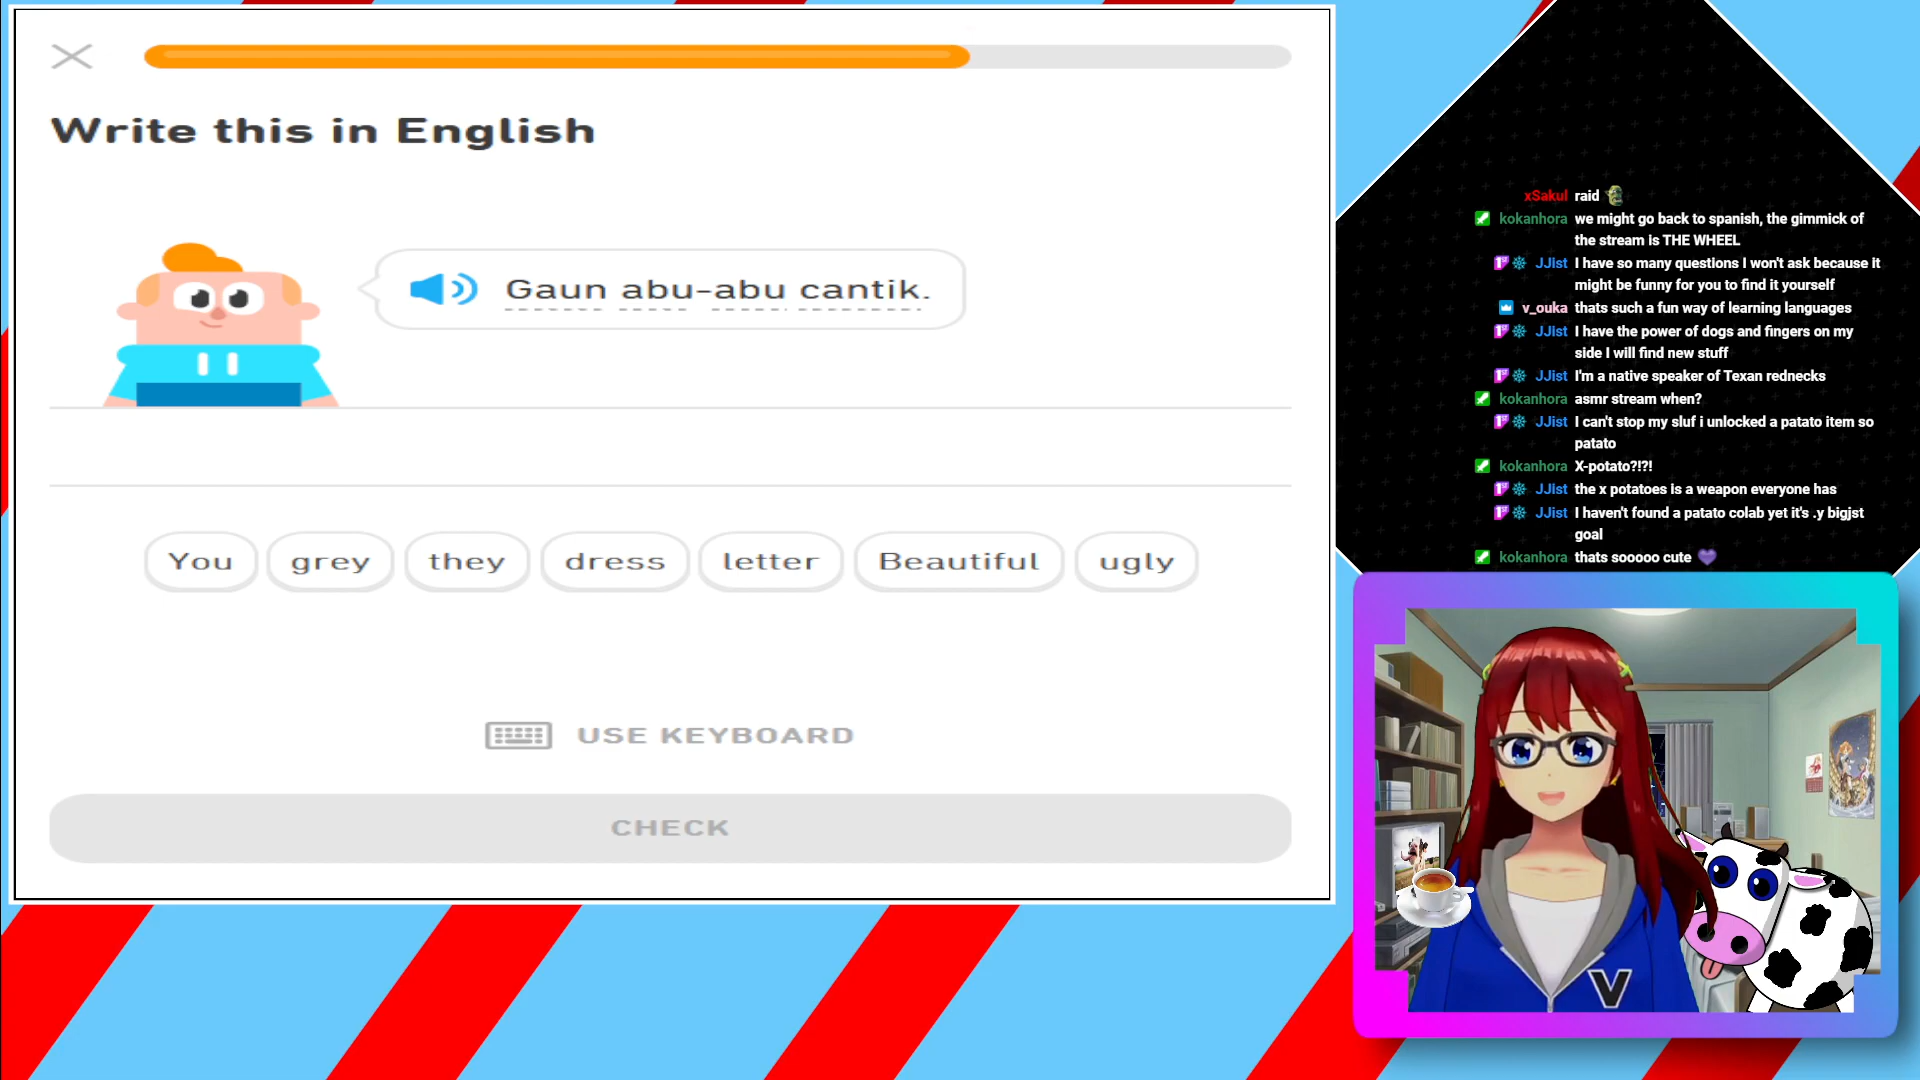 Write this in English
Gaun abu-abu cantik.
You grey they dress letter Beautiful ugly
USE KEYBOARD
CHECK
xSakul raid
kokanhora we might go back to spanish, the gimmick of
the stream is THE WHEEL
JJist I have so many questions I won't ask because it
might be funny for you to find it yourself
v_ouka thats such a fun way of learning languages
JJist I have the power of dogs and fingers on my
side I will find new stuff
JJist I'm a native speaker of Texan rednecks
kokanhora asmr stream when?
JJist I can't stop my sluf i unlocked a patato item so
patato
kokanhora X-potato?!?!
JJist the x potatoes is a weapon everyone has
JJist I haven't found a patato colab yet it's .y bigjst
goal
kokanhora thats sooooo cute 💜
V